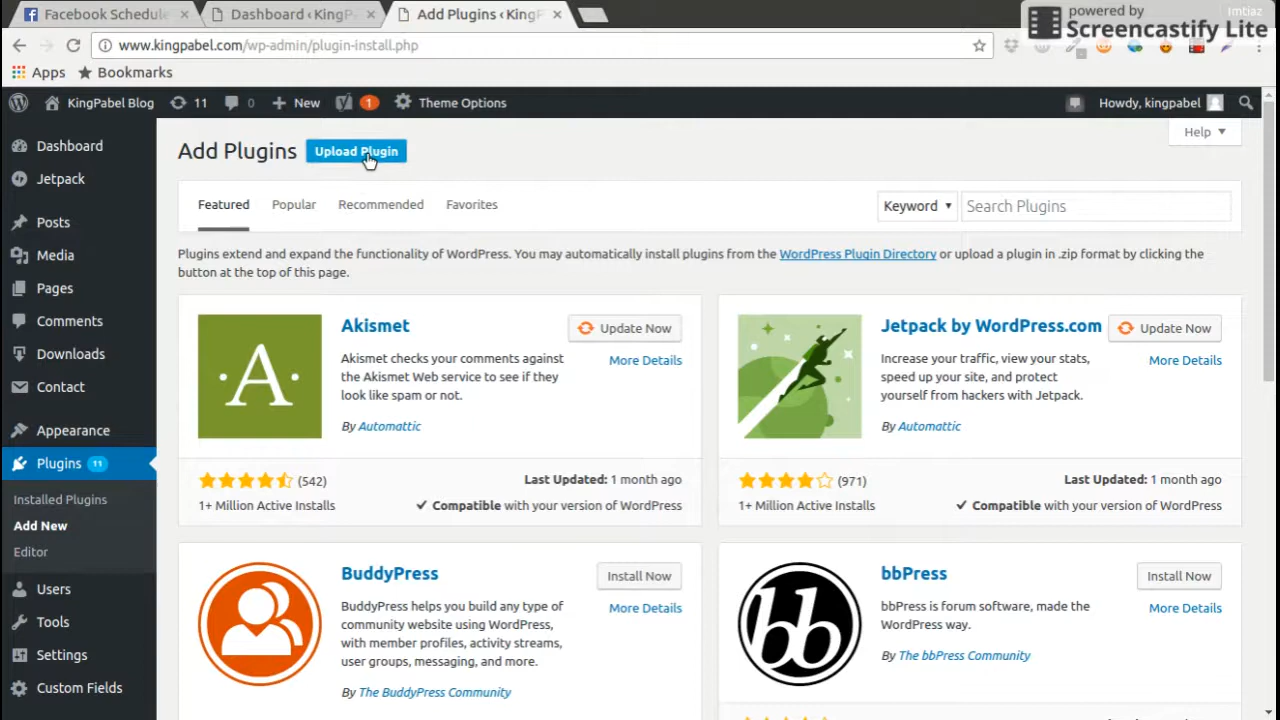 Facebook Schedule
Dashboard ‹ KingP
Add Plugins ‹ KingP
Imtiaz
powered by
Screencastify Lite
www.kingpabel.com/wp-admin/plugin-install.php
Apps
Bookmarks
KingPabel Blog
11
0
New
1
Theme Options
Howdy, kingpabel
Dashboard
Jetpack
Posts
Media
Pages
Comments
Downloads
Contact
Appearance
Plugins 11
Installed Plugins
Add New
Editor
Users
Tools
Settings
Custom Fields
Help
Add Plugins
Upload Plugin
Featured
Popular
Recommended
Favorites
Keyword
Search Plugins
Plugins extend and expand the functionality of WordPress. You may automatically install plugins from the WordPress Plugin Directory or upload a plugin in .zip format by clicking the
button at the top of this page.
·A·
Akismet
Update Now
More Details
Akismet checks your comments against
the Akismet Web service to see if they
look like spam or not.
By Automattic
(542)
1+ Million Active Installs
Last Updated: 1 month ago
Compatible with your version of WordPress
Jetpack by WordPress.com
Update Now
More Details
Increase your traffic, view your stats,
speed up your site, and protect
yourself from hackers with Jetpack.
By Automattic
(971)
1+ Million Active Installs
Last Updated: 1 month ago
Compatible with your version of WordPress
BuddyPress
Install Now
More Details
BuddyPress helps you build any type of
community website using WordPress,
with member profiles, activity streams,
user groups, messaging, and more.
By The BuddyPress Community
bb
bbPress
Install Now
More Details
bbPress is forum software, made the
WordPress way.
By The bbPress Community